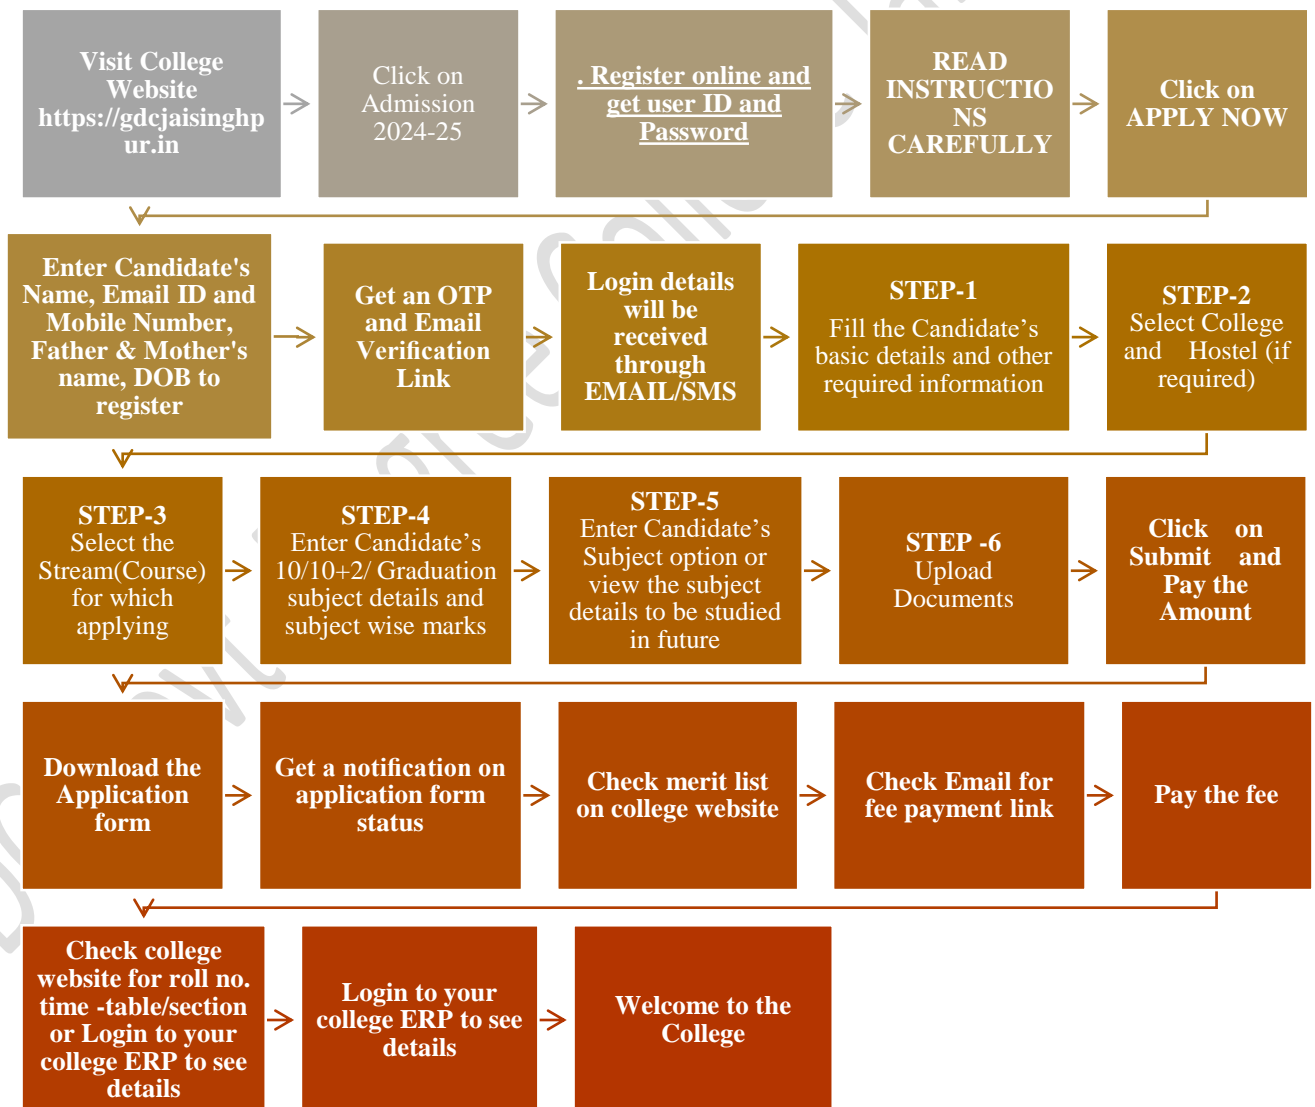 Visit College
Website
https://gdcjaisinghp
ur.in
Click on
Admission
2024-25
. Register online and
get user ID and
Password
READ
INSTRUCTIO
NS
CAREFULLY
Click on
APPLY NOW
Enter Candidate's
Name, Email ID and
Mobile Number,
Father & Mother's
name, DOB to
register
Get an OTP
and Email
Verification
Link
Login details
will be
received
through
EMAIL/SMS
STEP-1
Fill the Candidate’s
basic details and other
required information
STEP-2
Select College
and Hostel (if
required)
STEP-3
Select the
Stream(Course)
for which
applying
STEP-4
Enter Candidate’s
10/10+2/ Graduation
subject details and
subject wise marks
STEP-5
Enter Candidate’s
Subject option or
view the subject
details to be studied
in future
STEP -6
Upload
Documents
Click on
Submit and
Pay the
Amount
Download the
Application
form
Get a notification on
application form
status
Check merit list
on college website
Check Email for
fee payment link
Pay the fee
Check college
website for roll no.
time -table/section
or Login to your
college ERP to see
details
Login to your
college ERP to see
details
Welcome to the
College